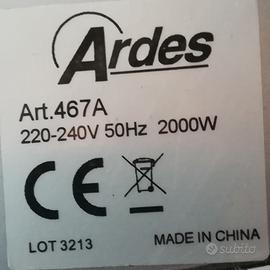 Ardes
Art.467A
220-240V 50Hz 2000W
CE
LOT 3213
MADE IN CHINA
subito